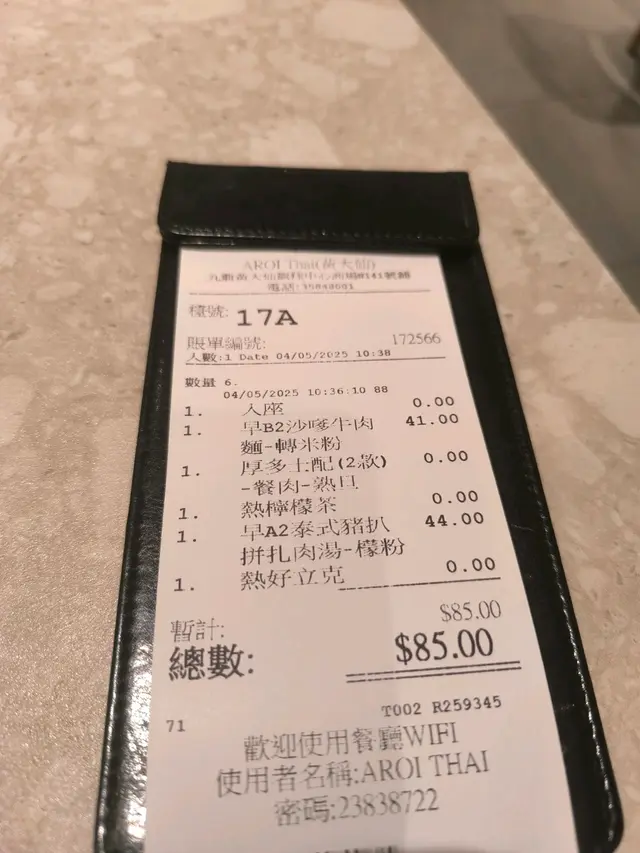 AROI Thai(黃大仙)
九龍黃大仙
檯號: 17A
賬單編號: 172566
人數:1 Date 04/05/2025 10:38
數量 6.
04/05/2025 10:36:10 88
1. 入座 0.00
1. 早B2沙嗲牛肉 41.00
麵-轉米粉
1. 厚多士配(2款) 0.00
-餐肉-熟旦
1. 熱檸檬茶 0.00
1. 早A2泰式豬扒 44.00
拼扎肉湯-檬粉
1. 熱好立克 0.00
暫計: $85.00
總數: $85.00
T002 R259345
71
歡迎使用餐廳WIFI
使用者名稱:AROI THAI
密碼:23838722